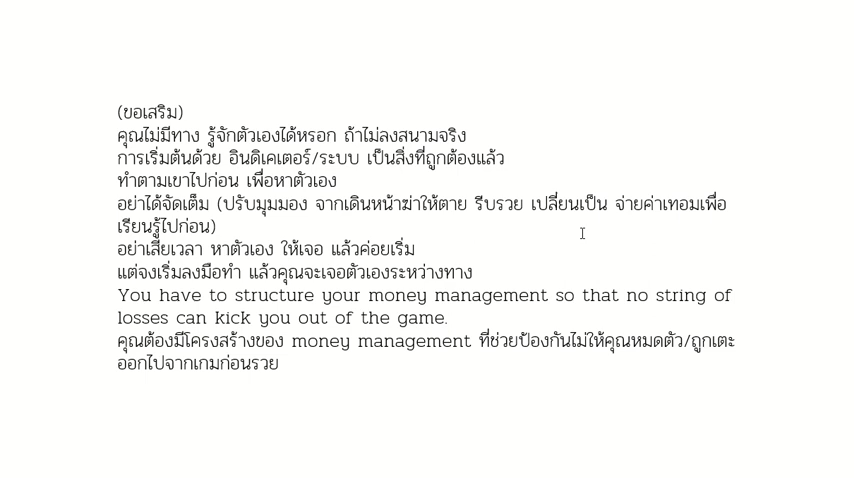 (ขอเสริม)
คุณไม่มีทาง รู้จักตัวเองได้หรอก ถ้าไม่ลงสนามจริง
การเริ่มต้นด้วย อินดิเคเตอร์/ระบบ เป็นสิ่งที่ถูกต้องแล้ว
ทำตามเขาไปก่อน เพื่อหาตัวเอง
อย่าได้จัดเต็ม (ปรับมุมมอง จากเดินหน้าฆ่าให้ตาย รีบรวย เปลี่ยนเป็น จ่ายค่าเทอมเพื่อ
เรียนรู้ไปก่อน)
อย่าเสียเวลา หาตัวเอง ให้เจอ แล้วค่อยเริ่ม
แต่จงเริ่มลงมือทำ แล้วคุณจะเจอตัวเองระหว่างทาง
You have to structure your money management so that no string of
losses can kick you out of the game.
คุณต้องมีโครงสร้างของ money management ที่ช่วยป้องกันไม่ให้คุณหมดตัว/ถูกเตะ
ออกไปจากเกมก่อนรวย